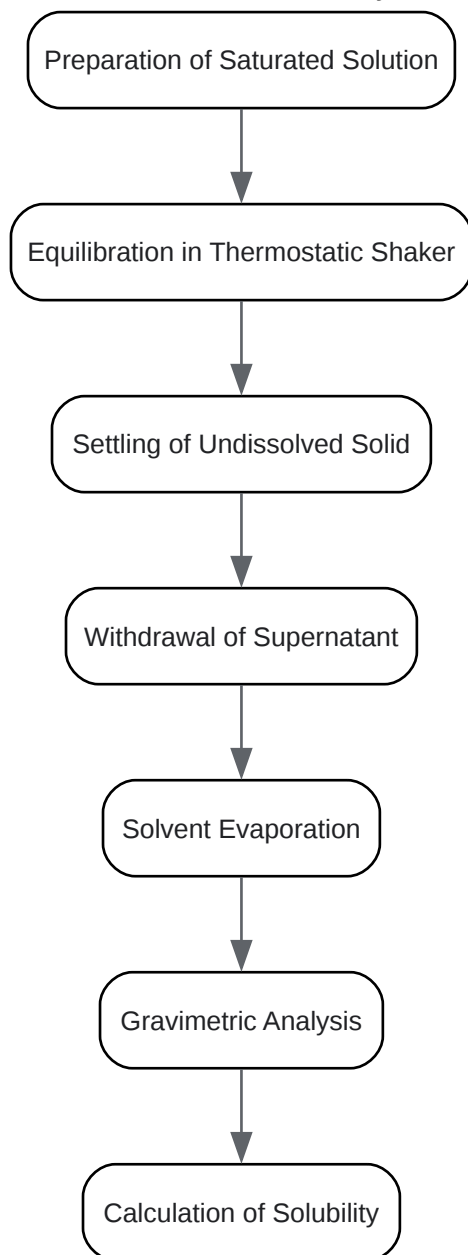 Preparation of Saturated Solution
Equilibration in Thermostatic Shaker
Settling of Undissolved Solid
Withdrawal of Supernatant
Solvent Evaporation
Gravimetric Analysis
Calculation of Solubility